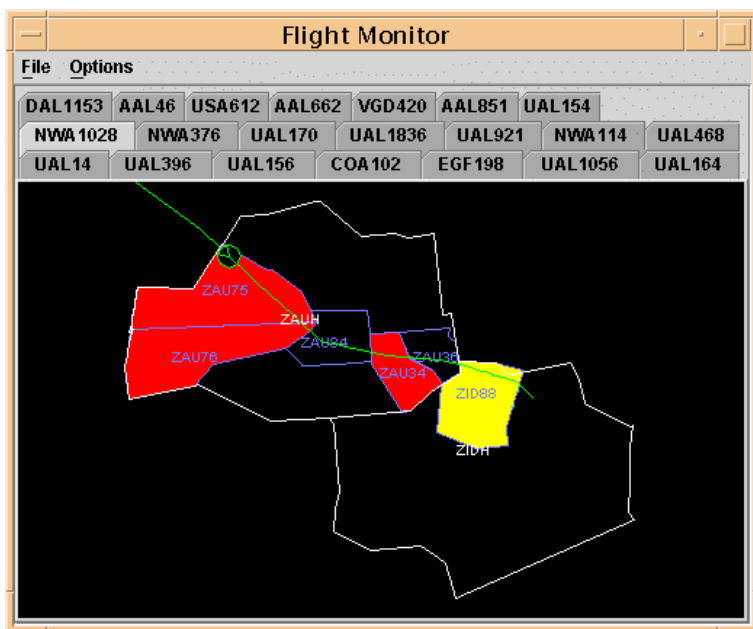 Flight Monitor
File Options
DAL1153 AAL46 USA612 AAL662 VGD420 AAL851 UAL154
NWA1028 NWA376 UAL170 UAL1836 UAL921 NWA114 UAL468
UAL14 UAL396 UAL156 COA102 EGF198 UAL1056 UAL164
ZAU75
ZAUH
ZAU84
ZAU76
ZAU36
ZAU34
ZID88
ZIDH